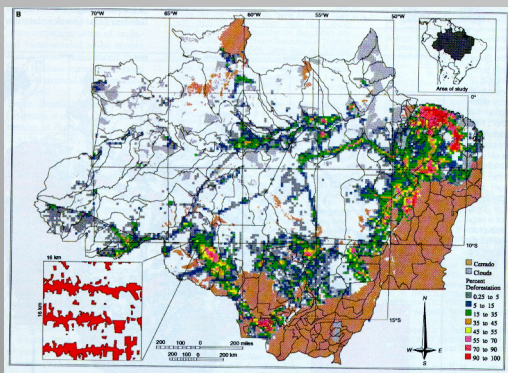 B
70°W
65°W
60°W
55°W
50°W
Area of study
0°
10°S
15°S
16 km
16 km
200 0 200 miles
200 0 200 km
N
W E
S
Cerrado
Clouds
Percent
Deforestation
0.25 to 5
5 to 15
15 to 35
35 to 45
45 to 55
55 to 70
70 to 90
90 to 100